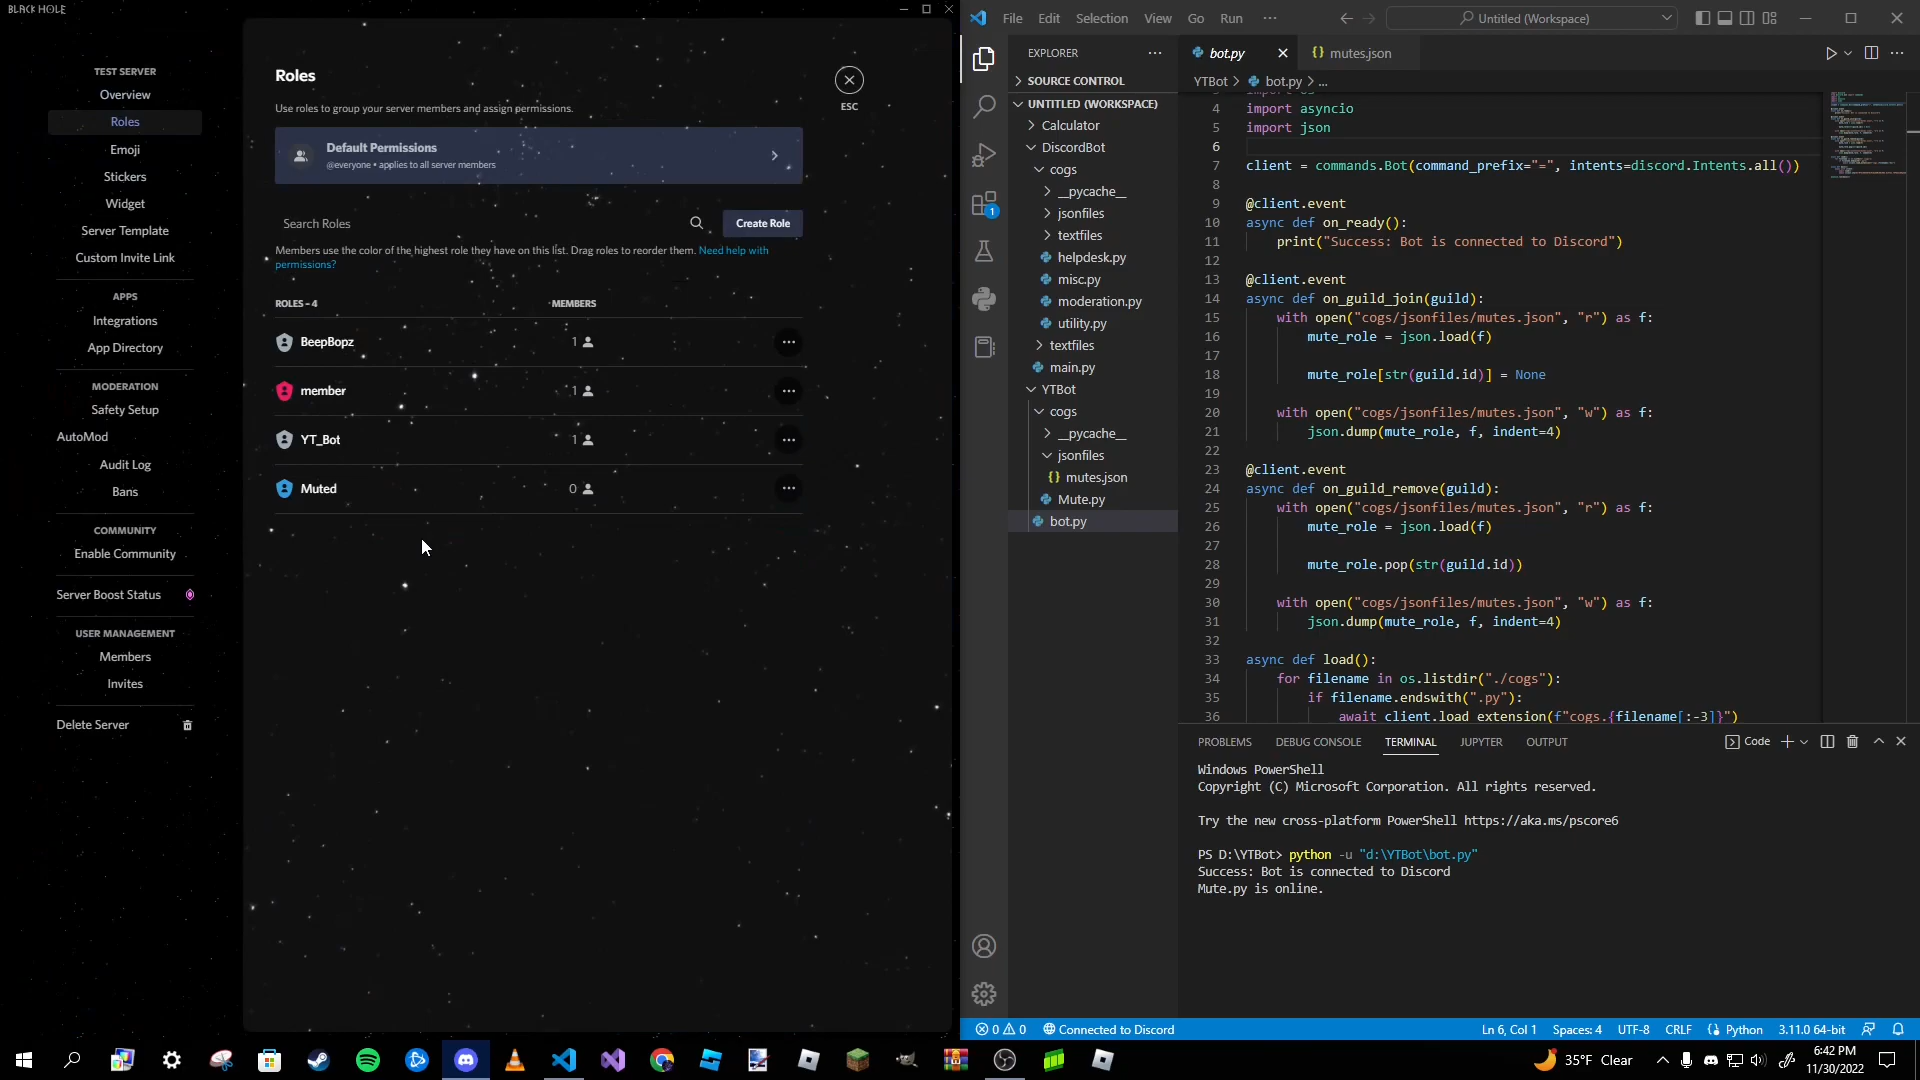 BLACK HOLE
TEST SERVER
Overview
Roles
Emoji
Stickers
Widget
Server Template
Custom Invite Link
APPS
Integrations
App Directory
MODERATION
Safety Setup
AutoMod
Audit Log
Bans
COMMUNITY
Enable Community
Server Boost Status
USER MANAGEMENT
Members
Invites
Delete Server
Roles
ESC
Use roles to group your server members and assign permissions.
Default Permissions
@everyone • applies to all server members
Search Roles
Create Role
Members use the color of the highest role they have on this list. Drag roles to reorder them. Need help with
permissions?
ROLES – 4 MEMBERS
BeepBopz 1
member 1
YT_Bot 1
Muted 0
File Edit Selection View Go Run ···
Untitled (Workspace)
EXPLORER
SOURCE CONTROL
UNTITLED (WORKSPACE)
Calculator
DiscordBot
cogs
__pycache__
jsonfiles
textfiles
helpdesk.py
misc.py
moderation.py
utility.py
textfiles
main.py
YTBot
cogs
__pycache__
jsonfiles
{} mutes.json
Mute.py
bot.py
1
bot.py
{} mutes.json
YTBot > bot.py > ...
4 import asyncio
5 import json
6
7 client = commands.Bot(command_prefix="=", intents=discord.Intents.all())
8
9 @client.event
10 async def on_ready():
11 print("Success: Bot is connected to Discord")
12
13 @client.event
14 async def on_guild_join(guild):
15 with open("cogs/jsonfiles/mutes.json", "r") as f:
16 mute_role = json.load(f)
17
18 mute_role[str(guild.id)] = None
19
20 with open("cogs/jsonfiles/mutes.json", "w") as f:
21 json.dump(mute_role, f, indent=4)
22
23 @client.event
24 async def on_guild_remove(guild):
25 with open("cogs/jsonfiles/mutes.json", "r") as f:
26 mute_role = json.load(f)
27
28 mute_role.pop(str(guild.id))
29
30 with open("cogs/jsonfiles/mutes.json", "w") as f:
31 json.dump(mute_role, f, indent=4)
32
33 async def load():
34 for filename in os.listdir("./cogs"):
35 if filename.endswith(".py"):
36 await client.load_extension(f"cogs.{filename[:-3]}")
PROBLEMS DEBUG CONSOLE TERMINAL JUPYTER OUTPUT
Code
Windows PowerShell
Copyright (C) Microsoft Corporation. All rights reserved.
Try the new cross-platform PowerShell https://aka.ms/pscore6
PS D:\YTBot> python -u "d:\YTBot\bot.py"
Success: Bot is connected to Discord
Mute.py is online.
0 0 Connected to Discord
Ln 6, Col 1 Spaces: 4 UTF-8 CRLF Python 3.11.0 64-bit
35°F Clear
6:42 PM
11/30/2022